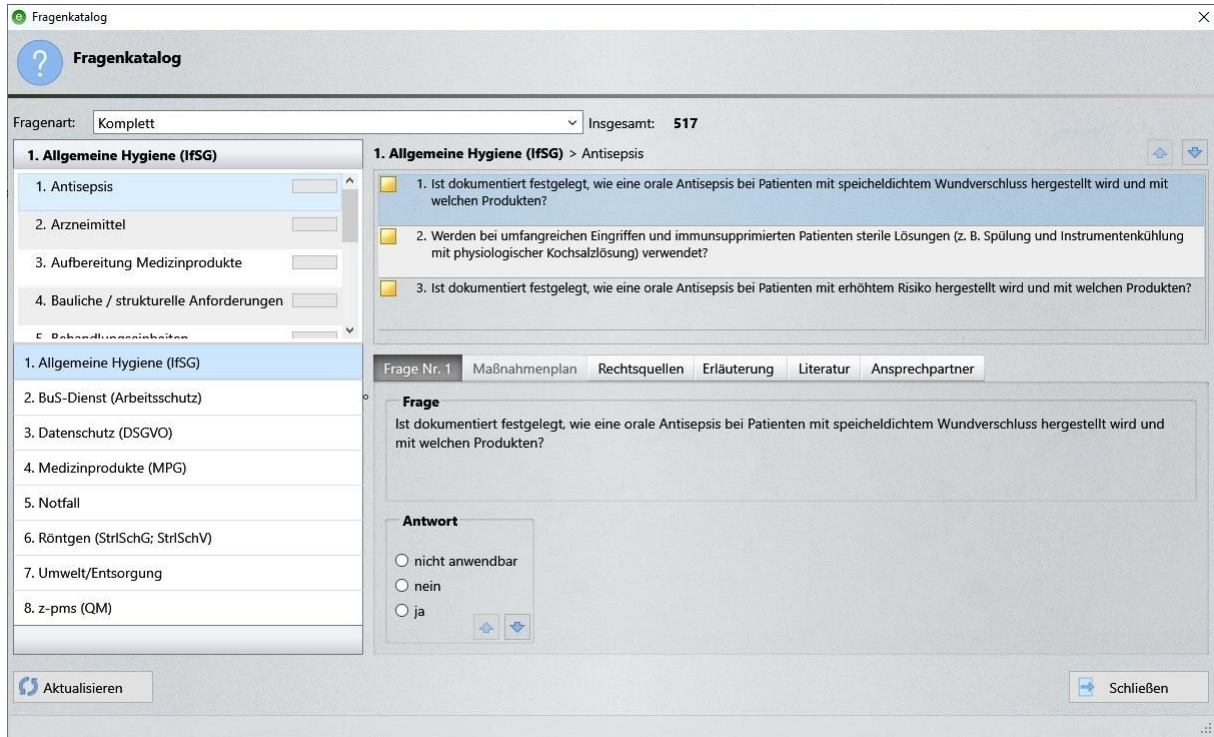 Fragenkatalog
Fragenkatalog
Fragenart: Komplett Insgesamt: 517
1. Allgemeine Hygiene (IfSG)
1. Antisepsis
2. Arzneimittel
3. Aufbereitung Medizinprodukte
4. Bauliche / strukturelle Anforderungen
5. Behandlungseinheiten
1. Allgemeine Hygiene (IfSG)
2. BuS-Dienst (Arbeitsschutz)
3. Datenschutz (DSGVO)
4. Medizinprodukte (MPG)
5. Notfall
6. Röntgen (StrlSchG; StrlSchV)
7. Umwelt/Entsorgung
8. z-pms (QM)
1. Allgemeine Hygiene (IfSG) > Antisepsis
1. Ist dokumentiert festgelegt, wie eine orale Antisepsis bei Patienten mit speicheldichtem Wundverschluss hergestellt wird und mit
welchen Produkten?
2. Werden bei umfangreichen Eingriffen und immunsupprimierten Patienten sterile Lösungen (z. B. Spülung und Instrumentenkühlung
mit physiologischer Kochsalzlösung) verwendet?
3. Ist dokumentiert festgelegt, wie eine orale Antisepsis bei Patienten mit erhöhtem Risiko hergestellt wird und mit welchen Produkten?
Frage Nr. 1 Maßnahmenplan Rechtsquellen Erläuterung Literatur Ansprechpartner
Frage
Ist dokumentiert festgelegt, wie eine orale Antisepsis bei Patienten mit speicheldichtem Wundverschluss hergestellt wird und
mit welchen Produkten?
Antwort
nicht anwendbar
nein
ja
Aktualisieren
Schließen